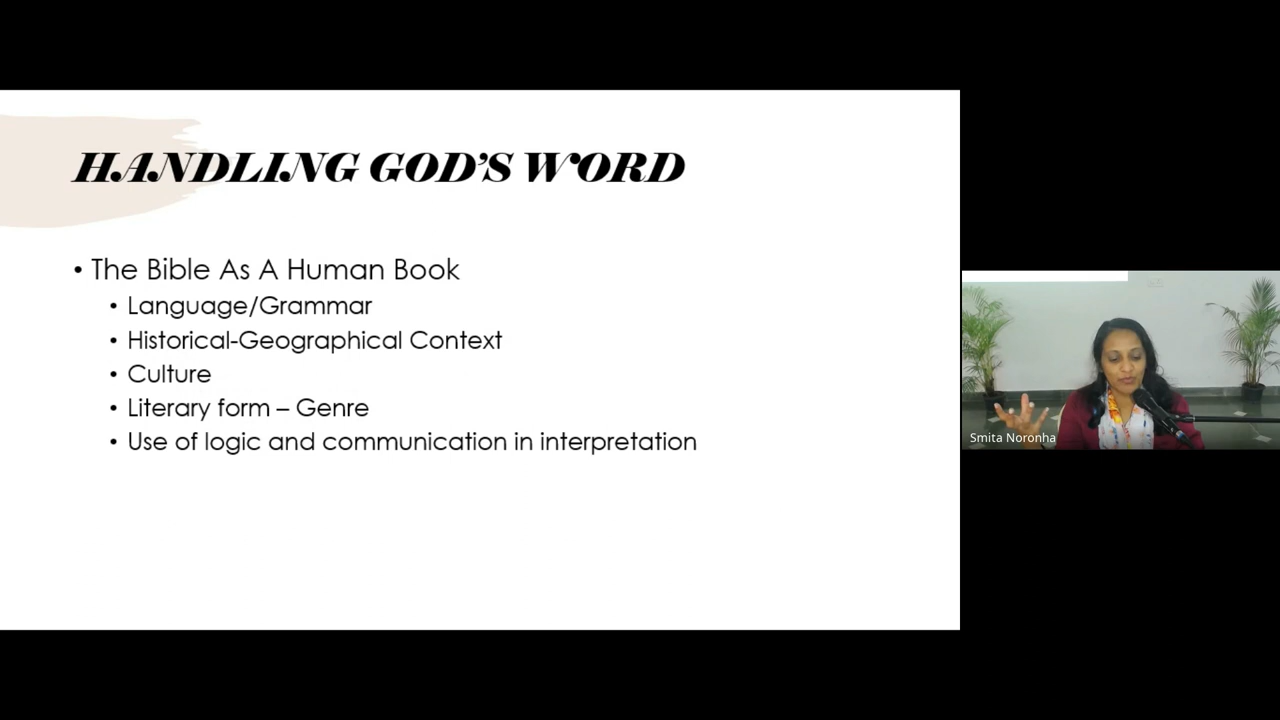 HANDLING GOD'S WORD
• The Bible As A Human Book
• Language/Grammar
• Historical-Geographical Context
• Culture
• Literary form – Genre
• Use of logic and communication in interpretation
Smita Noronha